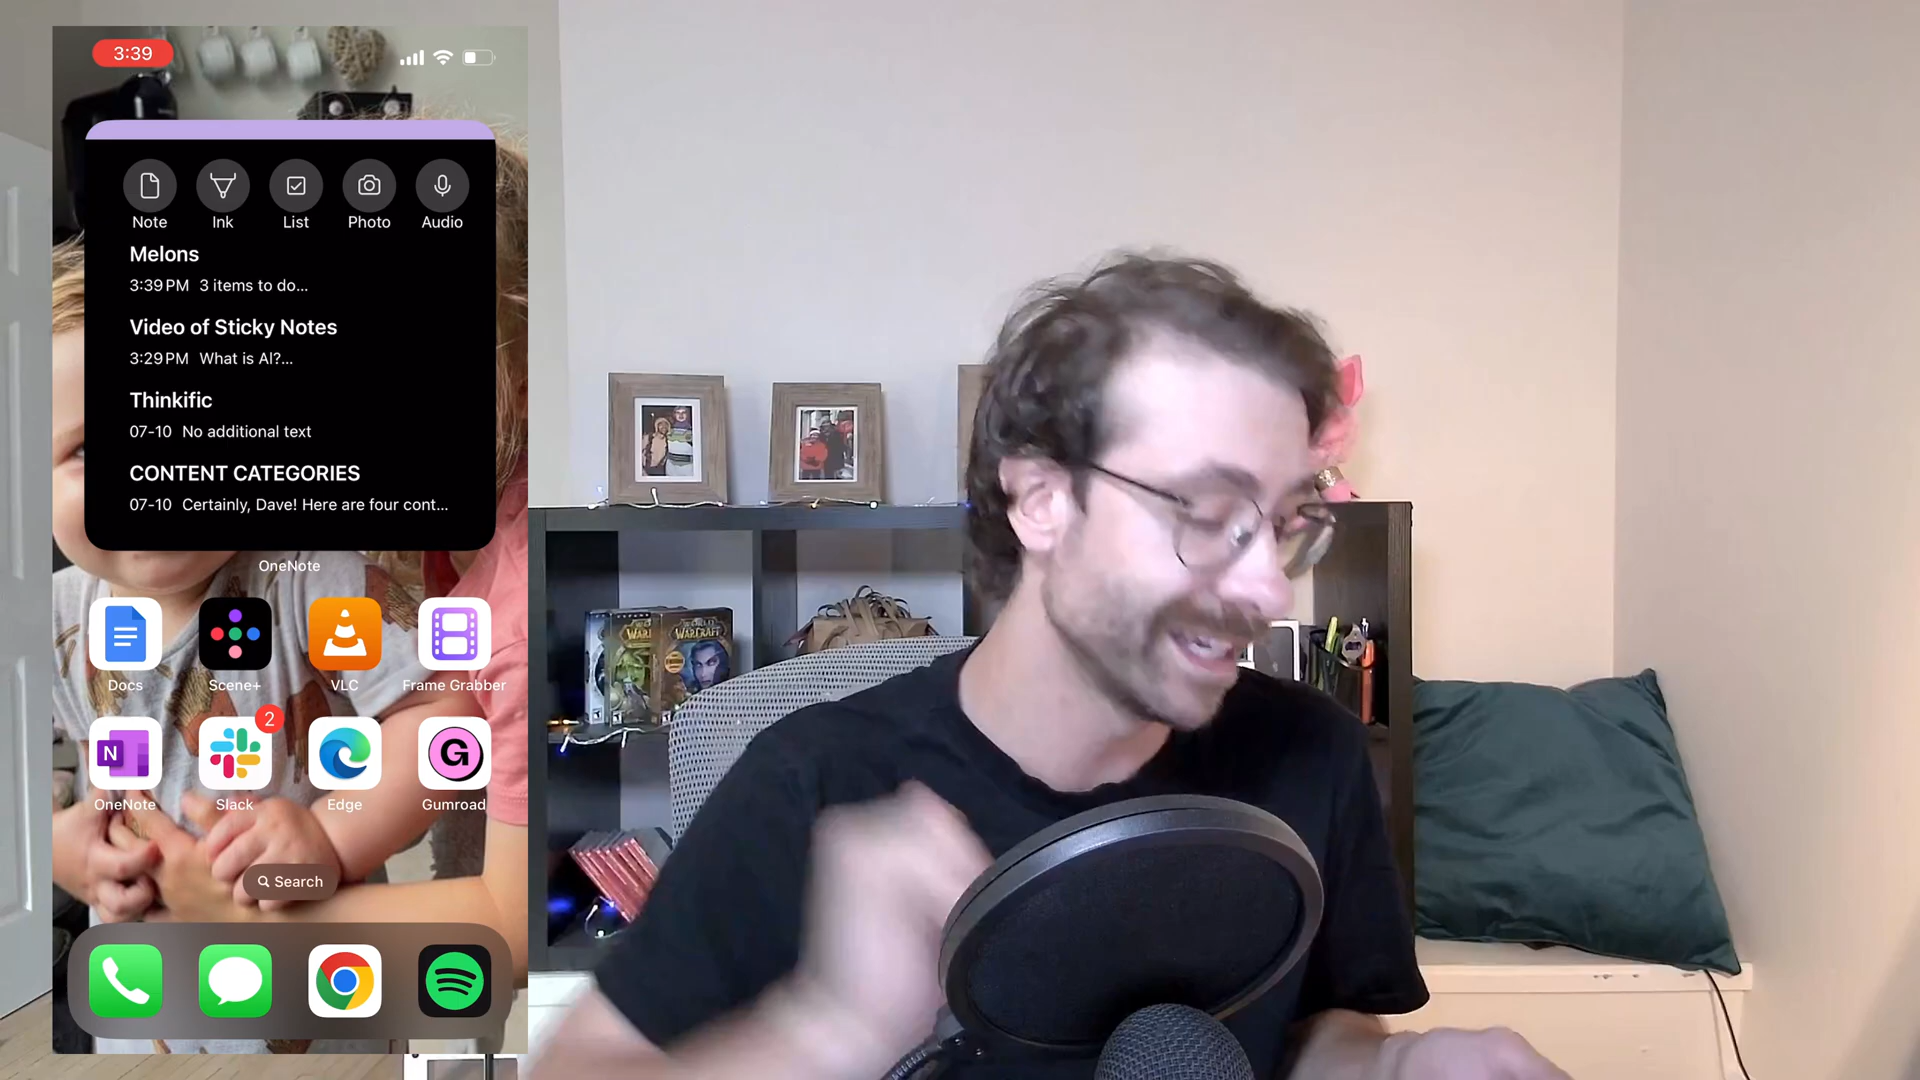 3:39
Note Ink List Photo Audio
Melons
3:39 PM 3 items to do...
Video of Sticky Notes
3:29 PM What is AI?...
Thinkific
07-10 No additional text
CONTENT CATEGORIES
07-10 Certainly, Dave! Here are four cont...
OneNote
Docs Scene+ VLC Frame Grabber
N
2
G
OneNote Slack Edge Gumroad
Search
WARCRAFT